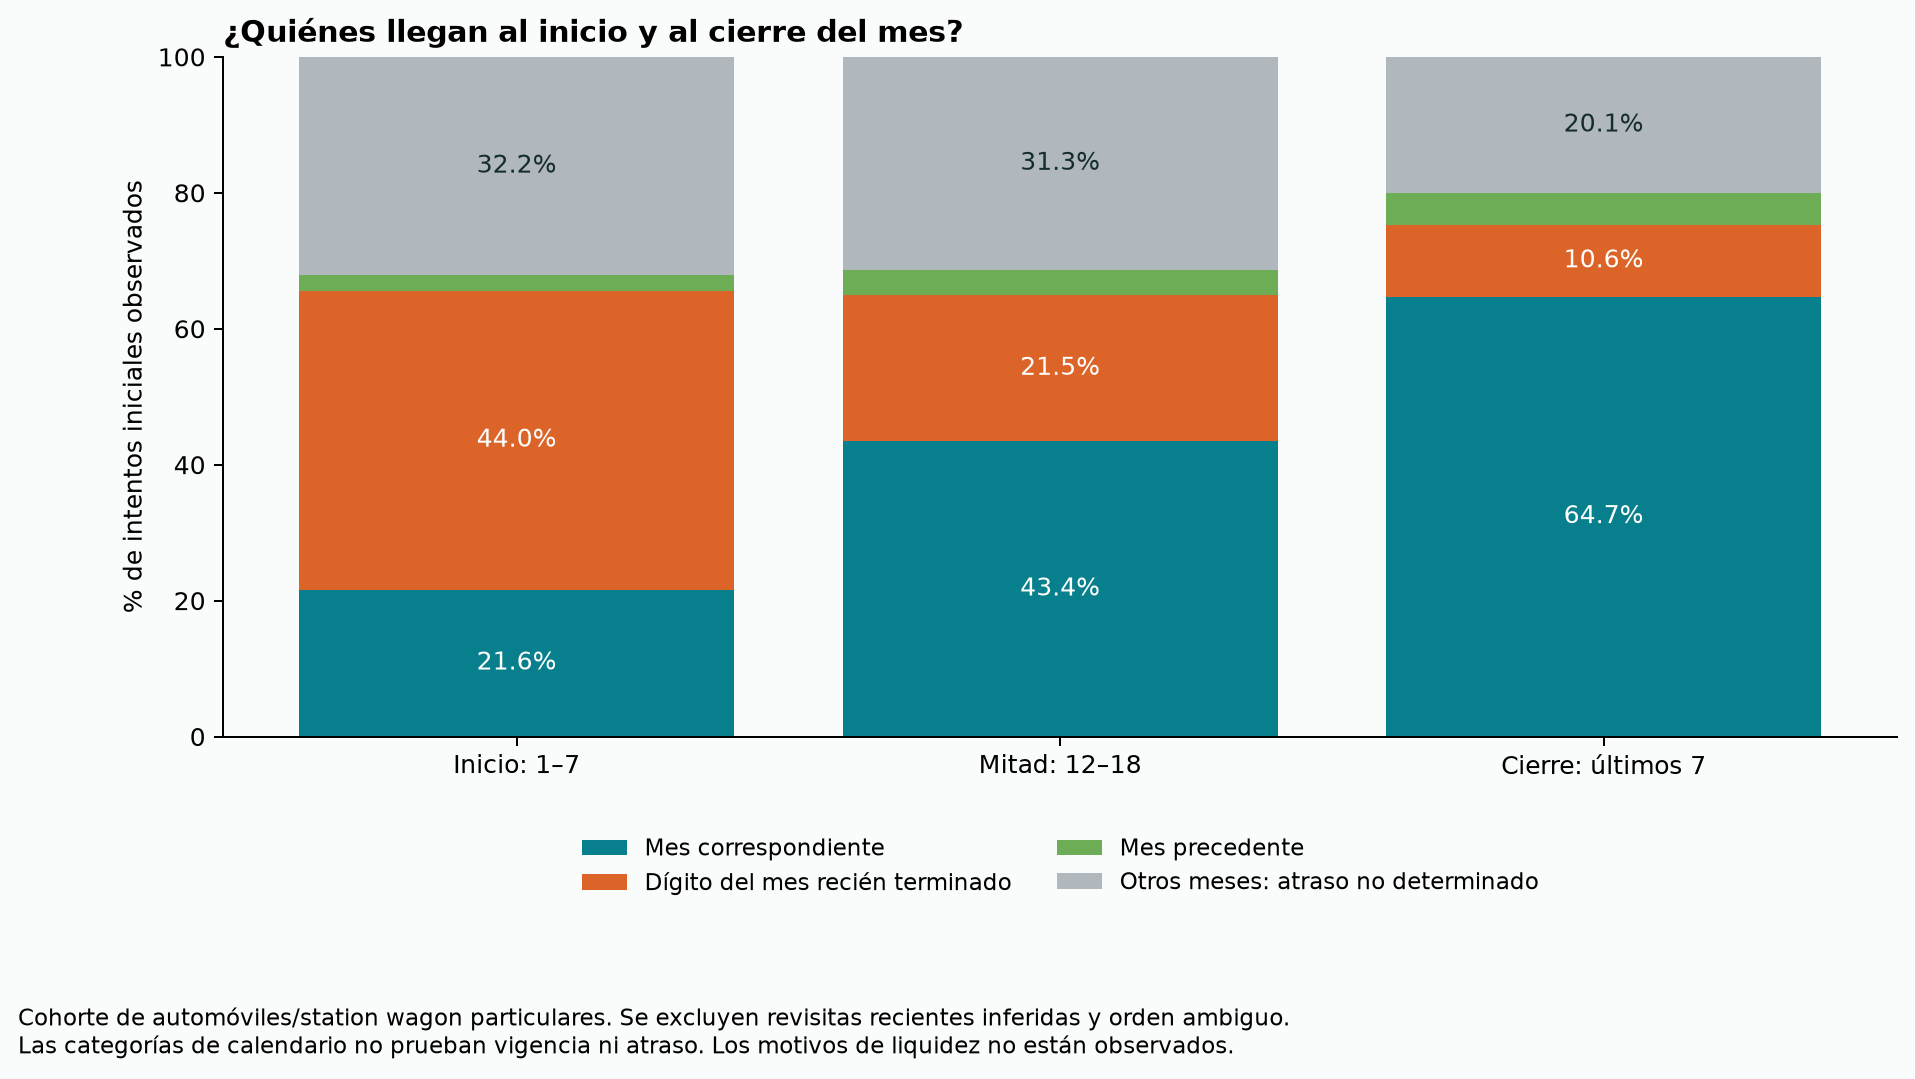 ¿Quiénes llegan al inicio y al cierre del mes?
% de intentos iniciales observados
100
80
60
40
20
0
32.2%
44.0%
21.6%
31.3%
21.5%
43.4%
20.1%
10.6%
64.7%
Inicio: 1–7
Mitad: 12–18
Cierre: últimos 7
Mes correspondiente
Dígito del mes recién terminado
Mes precedente
Otros meses: atraso no determinado
Cohorte de automóviles/station wagon particulares. Se excluyen revisitas recientes inferidas y orden ambiguo.
Las categorías de calendario no prueban vigencia ni atraso. Los motivos de liquidez no están observados.